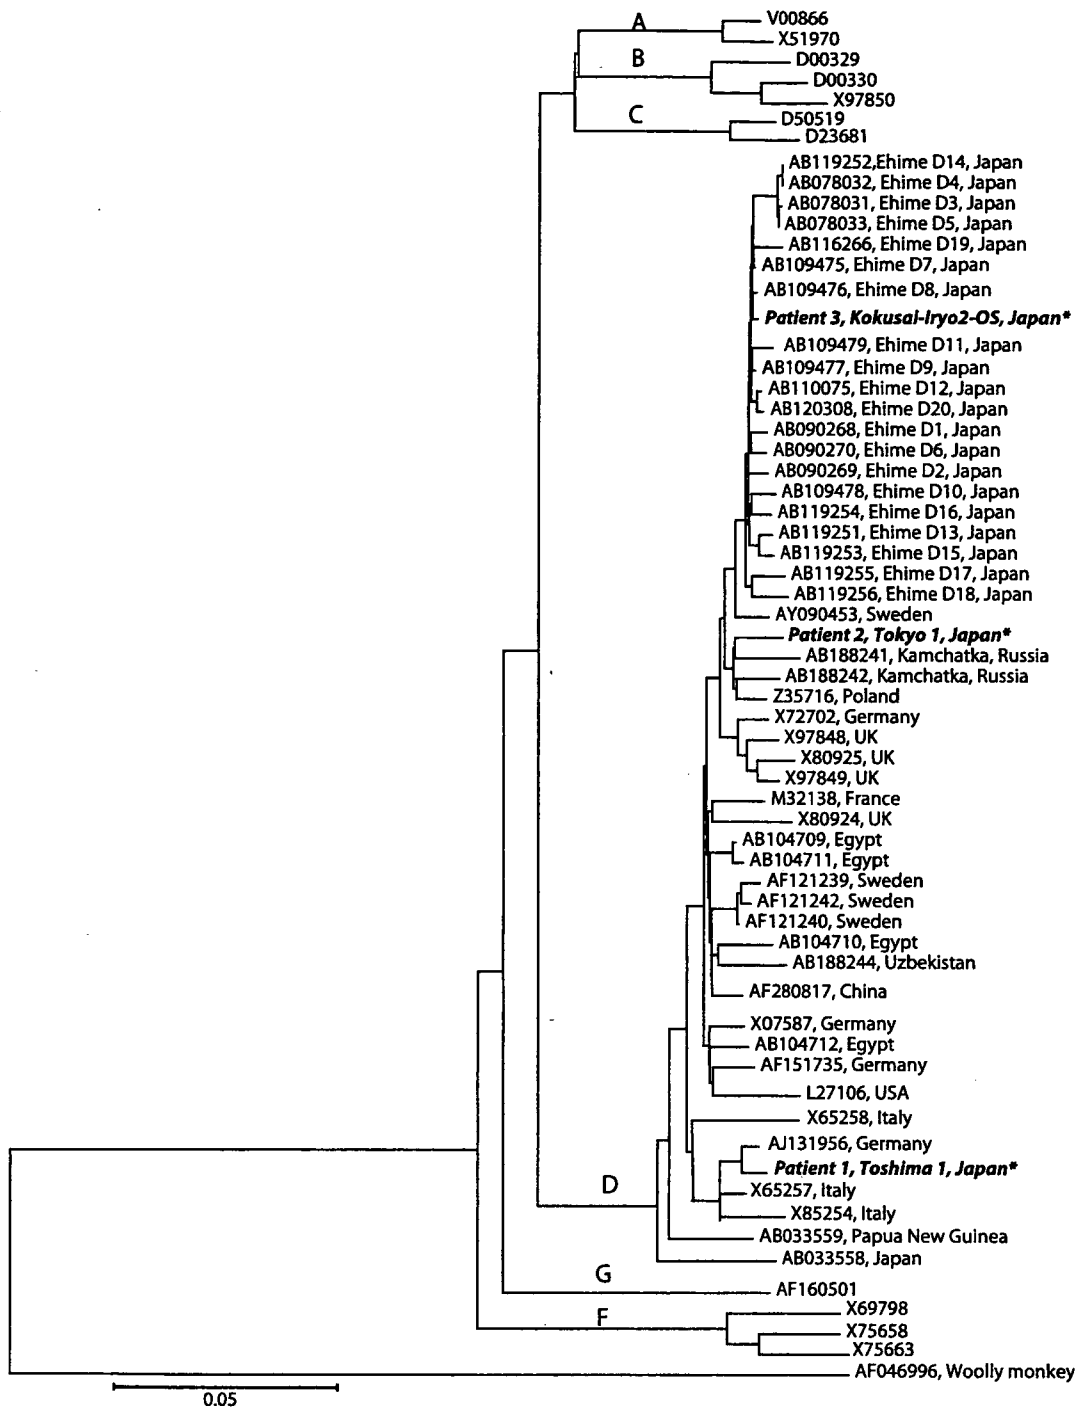 A
V00866
X51970
B
D00329
D00330
X97850
C
D50519
D23681
AB119252,Ehime D14, Japan
AB078032, Ehime D4, Japan
AB078031, Ehime D3, Japan
AB078033, Ehime D5, Japan
AB116266, Ehime D19, Japan
AB109475, Ehime D7, Japan
AB109476, Ehime D8, Japan
Patient 3, Kokusai-Iryo2-OS, Japan*
AB109479, Ehime D11, Japan
AB109477, Ehime D9, Japan
AB110075, Ehime D12, Japan
AB120308, Ehime D20, Japan
AB090268, Ehime D1, Japan
AB090270, Ehime D6, Japan
AB090269, Ehime D2, Japan
AB109478, Ehime D10, Japan
AB119254, Ehime D16, Japan
AB119251, Ehime D13, Japan
AB119253, Ehime D15, Japan
AB119255, Ehime D17, Japan
AB119256, Ehime D18, Japan
AY090453, Sweden
Patient 2, Tokyo 1, Japan*
AB188241, Kamchatka, Russia
AB188242, Kamchatka, Russia
Z35716, Poland
X72702, Germany
X97848, UK
X80925, UK
X97849, UK
M32138, France
X80924, UK
AB104709, Egypt
AB104711, Egypt
AF121239, Sweden
AF121242, Sweden
AF121240, Sweden
AB104710, Egypt
AB188244, Uzbekistan
AF280817, China
X07587, Germany
AB104712, Egypt
AF151735, Germany
L27106, USA
X65258, Italy
AJ131956, Germany
Patient 1, Toshima 1, Japan*
D
X65257, Italy
X85254, Italy
AB033559, Papua New Guinea
AB033558, Japan
G
AF160501
F
X69798
X75658
X75663
AF046996, Woolly monkey
0.05